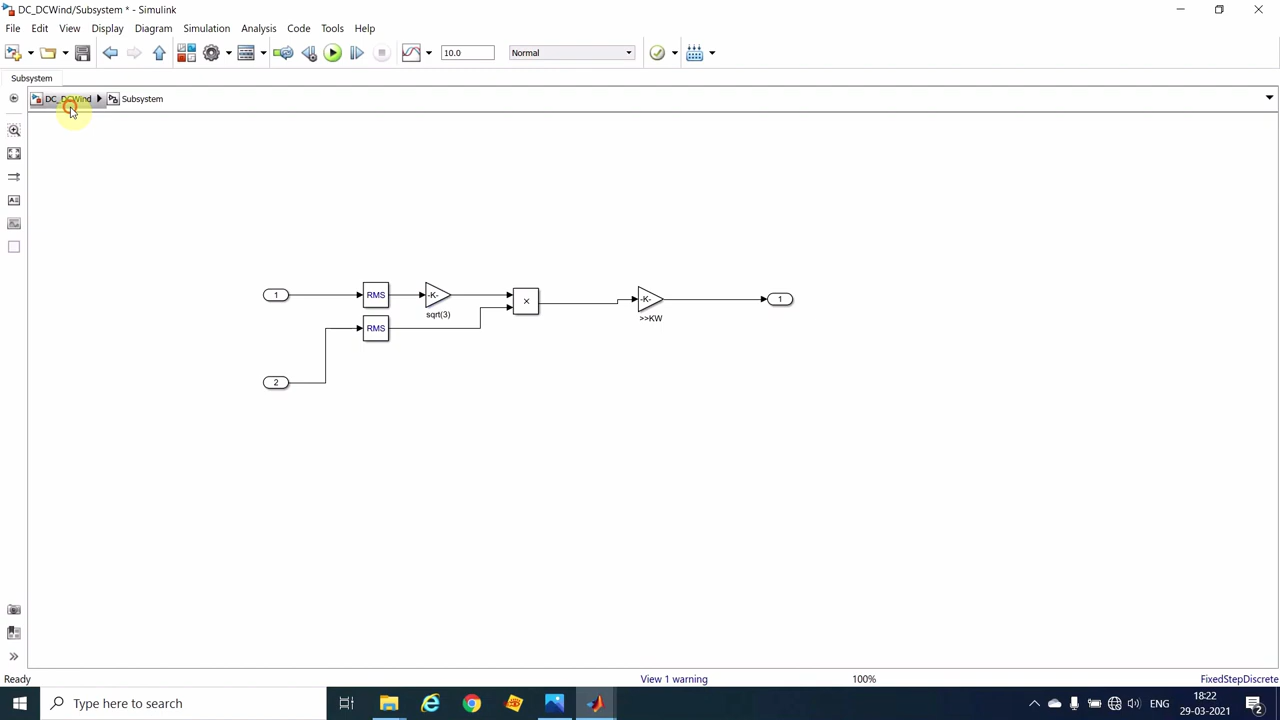 DC_DCWind/Subsystem * - Simulink
File Edit View Display Diagram Simulation Analysis Code Tools Help
10.0 Normal
Subsystem
DC_DCWind Subsystem
1 RMS -K- × -K- 1
sqrt(3) >>KW
RMS
2
Ready View 1 warning 100% FixedStepDiscrete
Type here to search ENG 18:22
29-03-2021 2